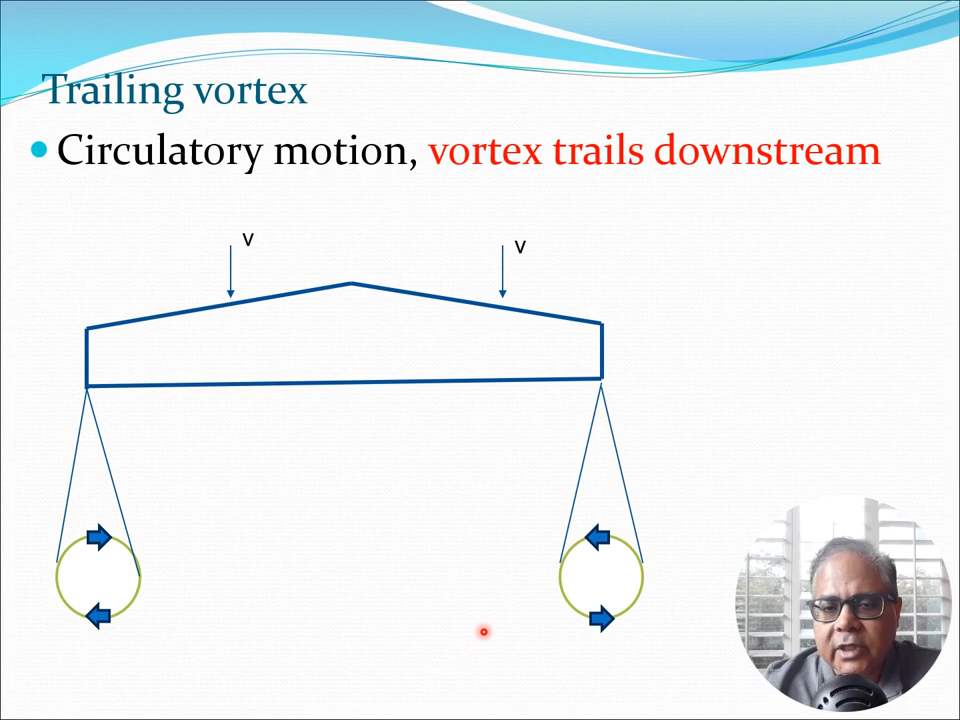 Trailing vortex
Circulatory motion, vortex trails downstream
v
v